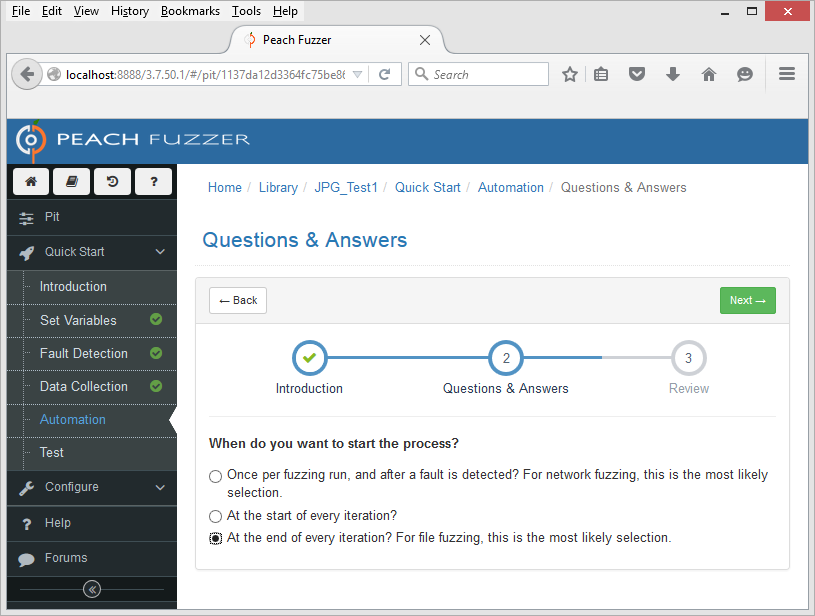 File Edit View History Bookmarks Tools Help
Peach Fuzzer
localhost:8888/3.7.50.1/#/pit/1137da12d3364fc75be86
Search
PEACH FUZZER
?
Home / Library / JPG_Test1 / Quick Start / Automation / Questions & Answers
Pit
Quick Start
Introduction
Set Variables
Fault Detection
Data Collection
Automation
Test
Configure
? Help
Forums
Questions & Answers
← Back
Next →
2
3
Introduction
Questions & Answers
Review
When do you want to start the process?
Once per fuzzing run, and after a fault is detected? For network fuzzing, this is the most likely
selection.
At the start of every iteration?
At the end of every iteration? For file fuzzing, this is the most likely selection.